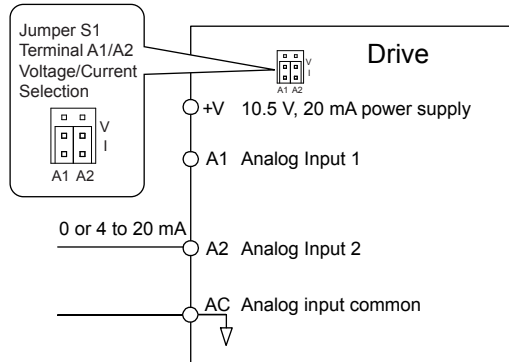 Jumper S1
Terminal A1/A2
Voltage/Current
Selection
V
I
A1 A2
Drive
V
I
A1 A2
+V 10.5 V, 20 mA power supply
A1 Analog Input 1
0 or 4 to 20 mA
A2 Analog Input 2
AC Analog input common